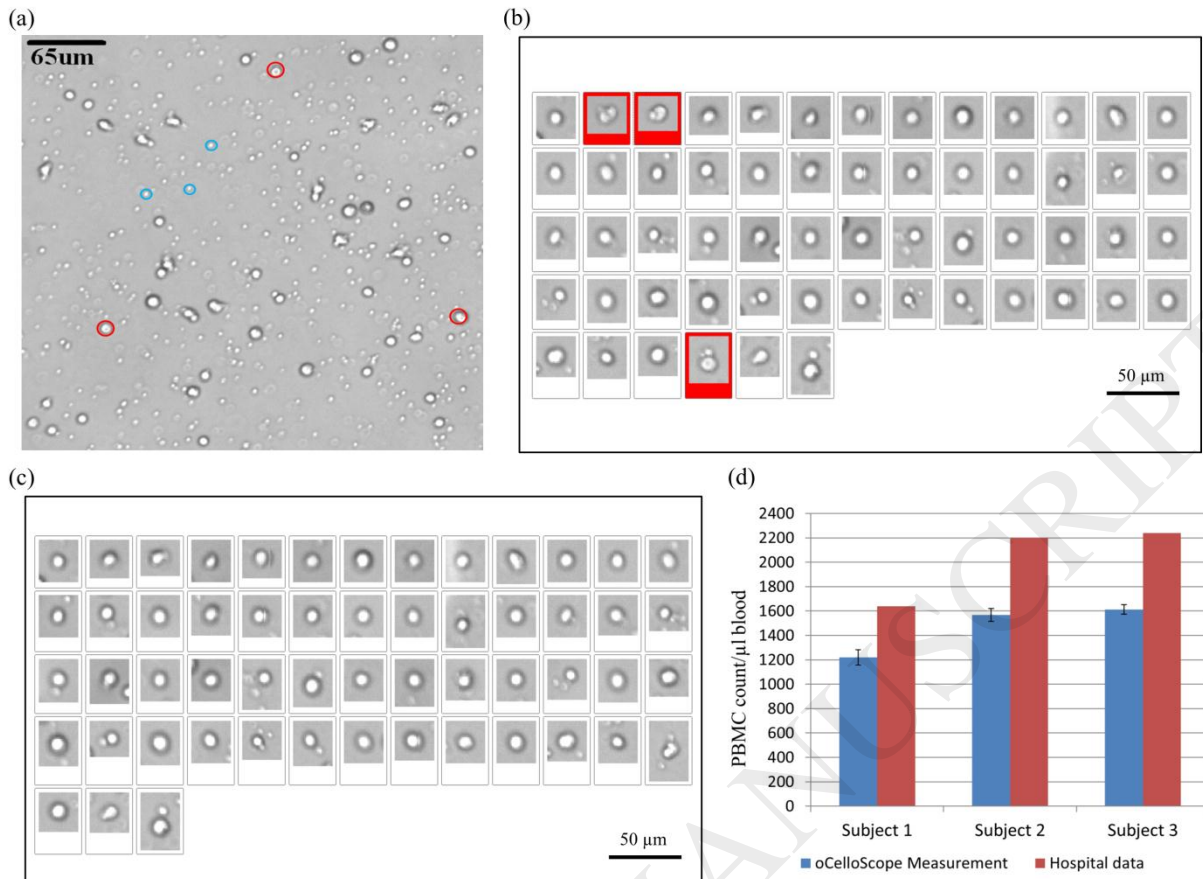 (a)
65um
(b)
50 µm
(c)
50 µm
(d)
PBMC count/µl blood
2400
2200
2000
1800
1600
1400
1200
1000
800
600
400
200
0
Subject 1
Subject 2
Subject 3
oCelloScope Measurement
Hospital data
ANUSCRIPT